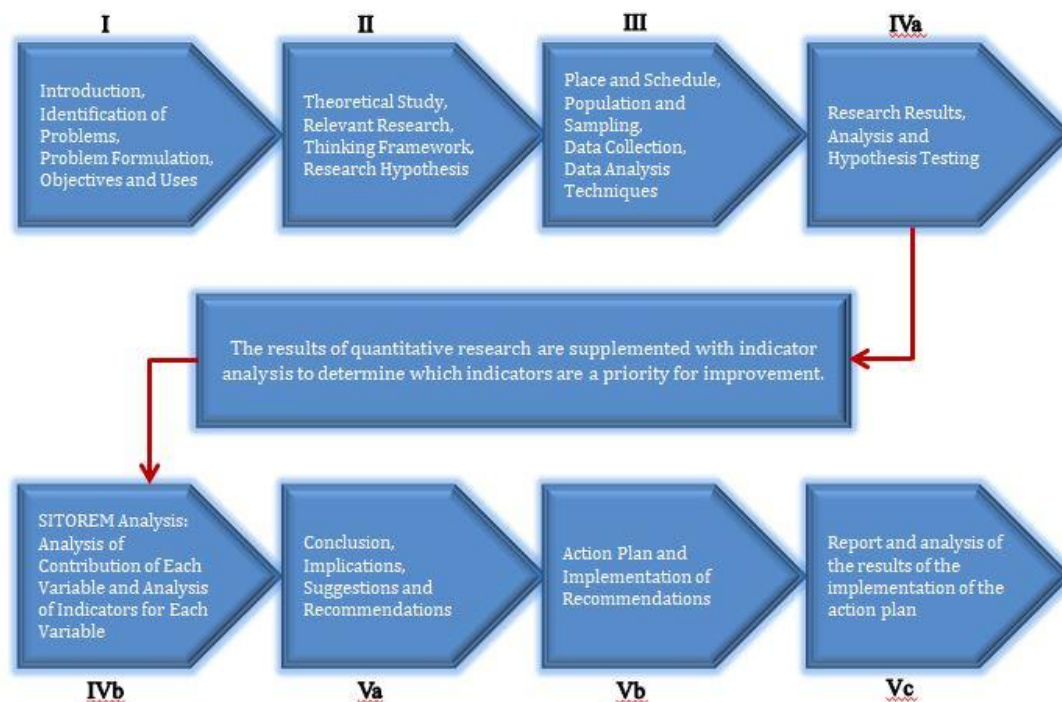 I
II
III
IVa
Introduction,
Identification of
Problems,
Problem Formulation,
Objectives and Uses
Theoretical Study,
Relevant Research,
Thinking Framework,
Research Hypothesis
Place and Schedule,
Population and
Sampling,
Data Collection,
Data Analysis
Techniques
Research Results,
Analysis and
Hypothesis Testing
The results of quantitative research are supplemented with indicator
analysis to determine which indicators are a priority for improvement.
SITOREM Analysis:
Analysis of
Contribution of Each
Variable and Analysis
of Indicators for Each
Variable
Conclusion,
Implications,
Suggestions and
Recommendations
Action Plan and
Implementation of
Recommendations
Report and analysis of
the results of the
implementation of the
action plan
IVb
Va
Vb
Vc